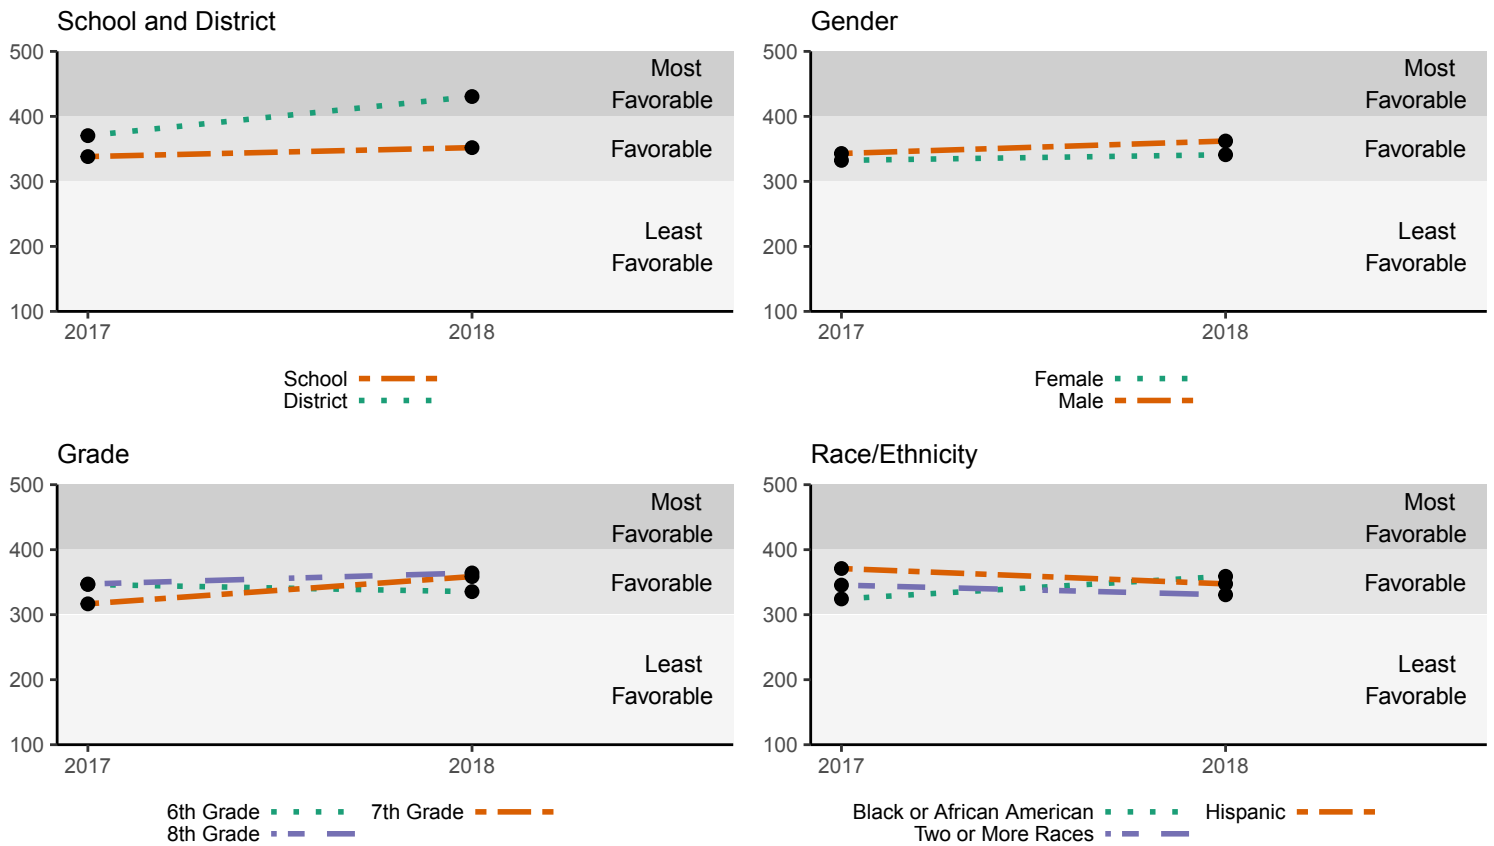 School and District
500
400
300
200
100
Most
Favorable
Favorable
Least
Favorable
2017 2018
School
District
Gender
500
400
300
200
100
Most
Favorable
Favorable
Least
Favorable
2017 2018
Female
Male
Grade
500
400
300
200
100
Most
Favorable
Favorable
Least
Favorable
2017 2018
6th Grade 7th Grade
8th Grade
Race/Ethnicity
500
400
300
200
100
Most
Favorable
Favorable
Least
Favorable
2017 2018
Black or African American Hispanic
Two or More Races